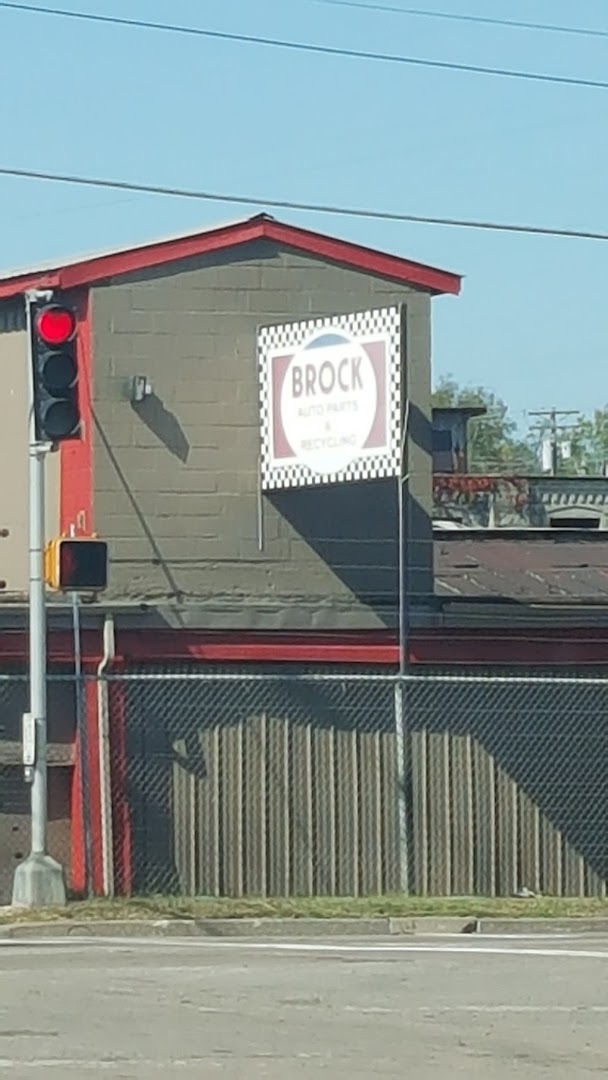 BROCK
AUTO PARTS
&
RECYCLING